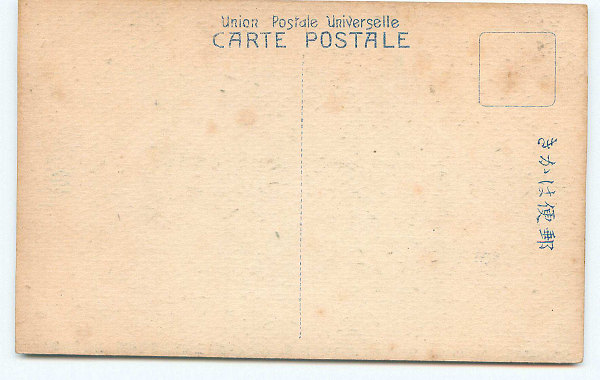 Union Postale Universelle
CARTE POSTALE
きかは便郵